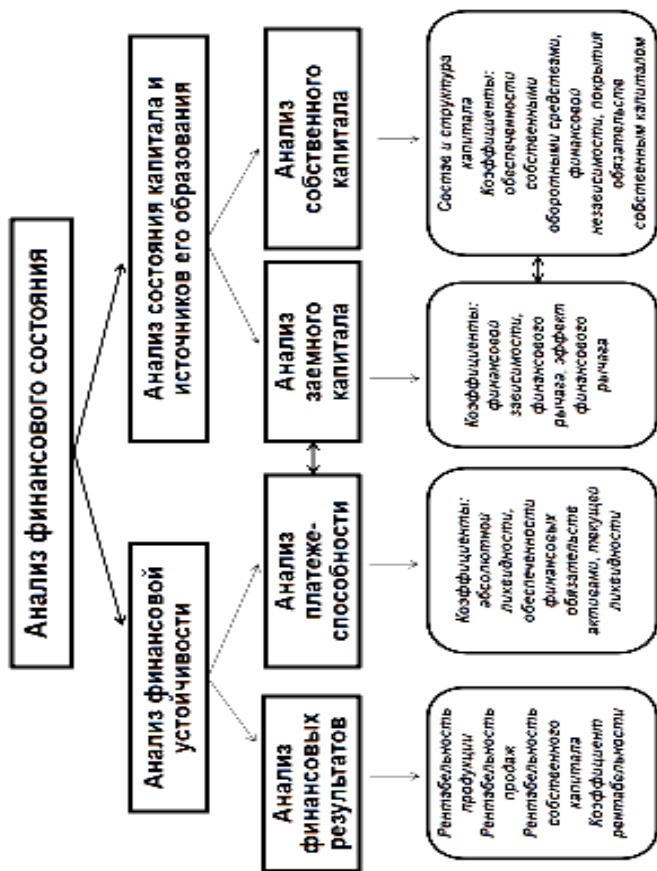 Анализ финансового состояния
Анализ финансовой
устойчивости
Анализ состояния капитала и
источников его образования
Анализ
финансовых
результатов
Анализ
платеже-
способности
Анализ
заемного
капитала
Анализ
собственного
капитала
Рентабельность
продукции
Рентабельность
продаж
Рентабельность
собственного
капитала
Коэффициент
рентабельности
Коэффициенты:
абсолютной
ликвидности,
обеспеченности
финансовых
обязательств
активами, текущей
ликвидности
Коэффициенты:
финансовой
зависимости,
финансового
рычага, эффект
финансового
рычага
Состав и структура
капитала
Коэффициенты:
обеспеченности
собственными
оборотными средствами,
финансовой
независимости, покрытия
обязательств
собственным капиталом